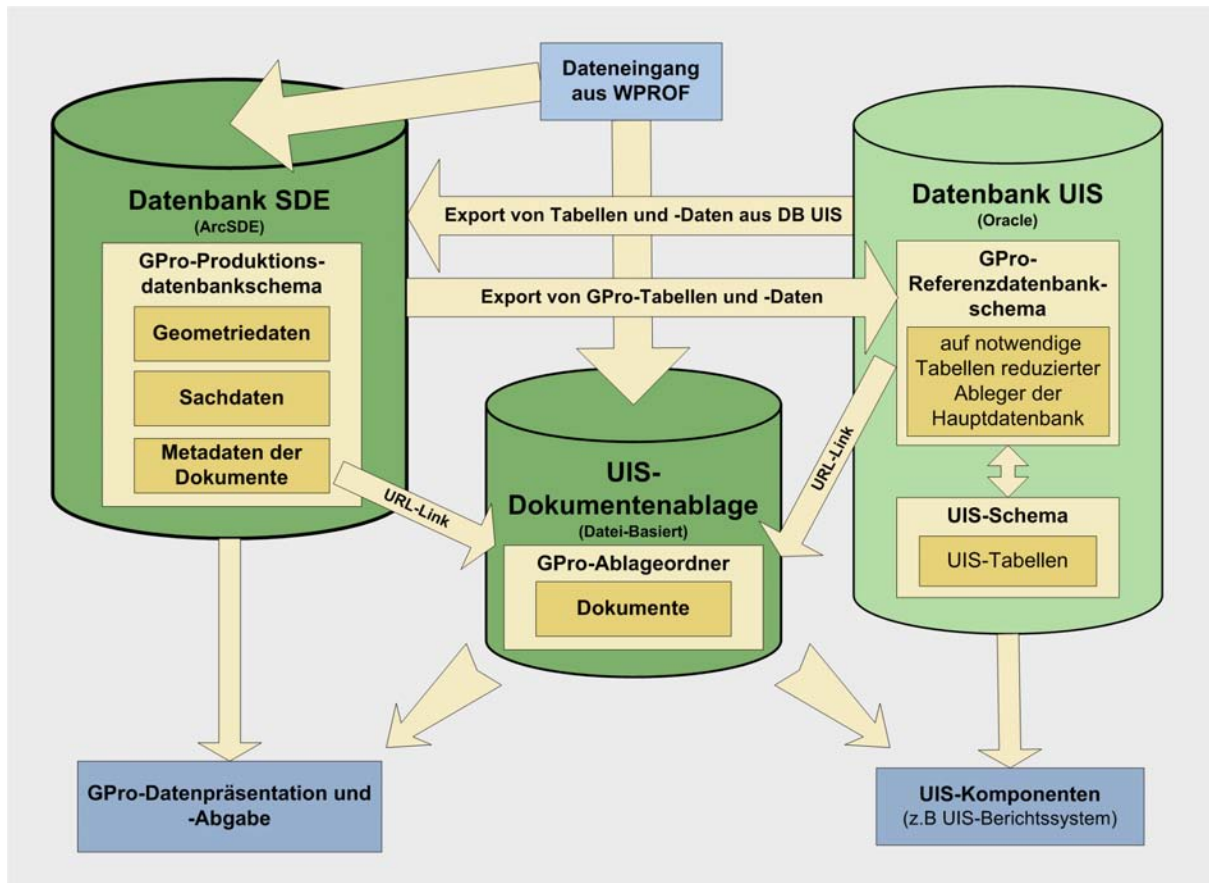 Dateneingang
aus WPROF
Datenbank SDE
(ArcSDE)
GPro-Produktions-
datenbankschema
Geometriedaten
Sachdaten
Metadaten der
Dokumente
Export von Tabellen und -Daten aus DB UIS
Export von GPro-Tabellen und -Daten
Datenbank UIS
(Oracle)
GPro-
Referenzdatenbank-
schema
auf notwendige
Tabellen reduzierter
Ableger der
Hauptdatenbank
UIS-Schema
UIS-Tabellen
URL-Link
URL-Link
UIS-
Dokumentenablage
(Datei-Basiert)
GPro-Ablageordner
Dokumente
GPro-Datenpräsentation und
-Abgabe
UIS-Komponenten
(z.B UIS-Berichtssystem)